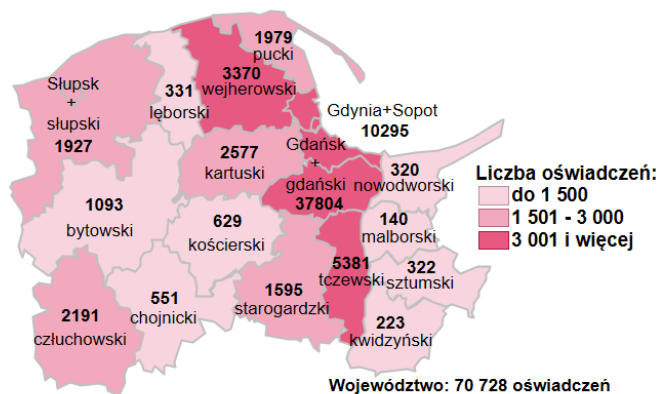 1979
pucki
3370
wejherowski
331
lęborski
Słupsk
+
słupski
1927
Gdynia+Sopot
10295
2577
kartuski
Gdańsk
+
gdański
37804
320
nowodworski
1093
bytowski
629
kościerski
140
malborski
5381
tczewski
322
sztumski
1595
starogardzki
551
chojnicki
2191
człuchowski
223
kwidzyński
Liczba oświadczeń:
do 1 500
1 501 - 3 000
3 001 i więcej
Województwo: 70 728 oświadczeń